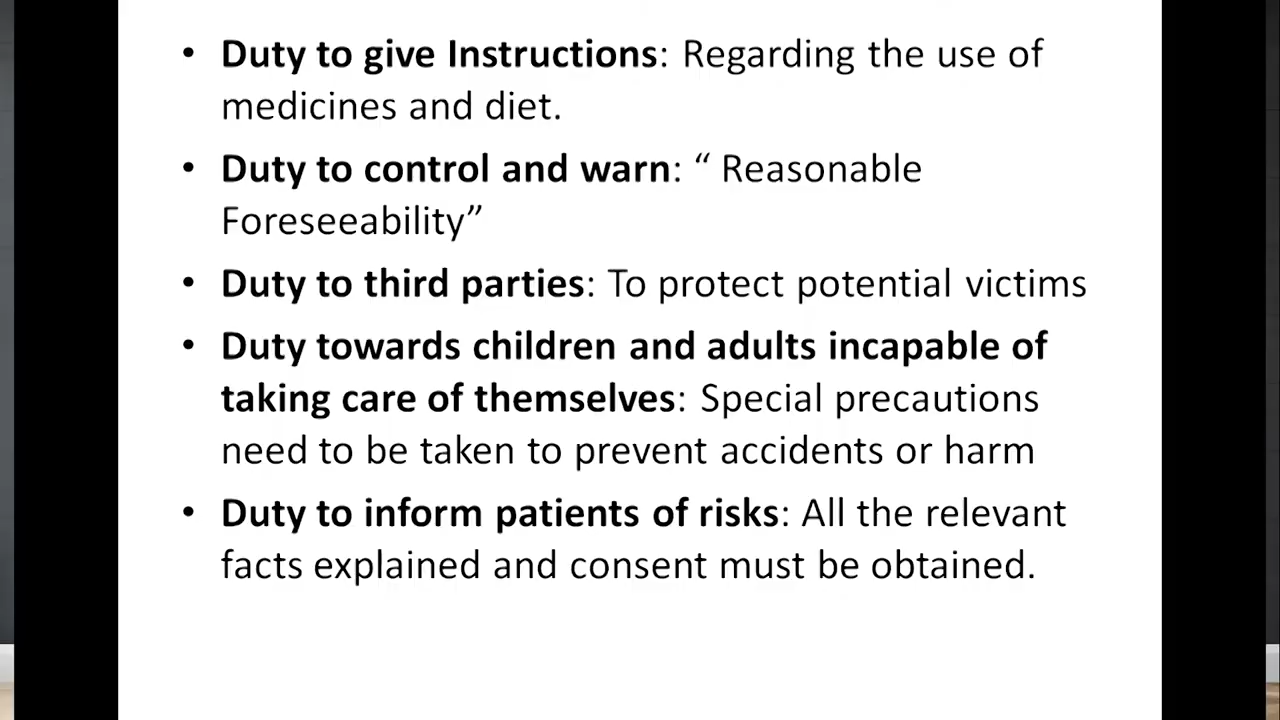 • Duty to give Instructions: Regarding the use of
medicines and diet.
• Duty to control and warn: “ Reasonable
Foreseeability”
• Duty to third parties: To protect potential victims
• Duty towards children and adults incapable of
taking care of themselves: Special precautions
need to be taken to prevent accidents or harm
• Duty to inform patients of risks: All the relevant
facts explained and consent must be obtained.